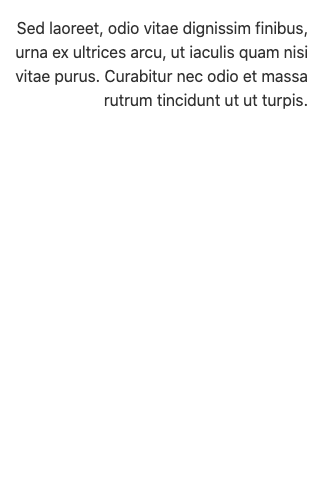 Sed laoreet, odio vitae dignissim finibus,
urna ex ultrices arcu, ut iaculis quam nisi
vitae purus. Curabitur nec odio et massa
rutrum tincidunt ut ut turpis.